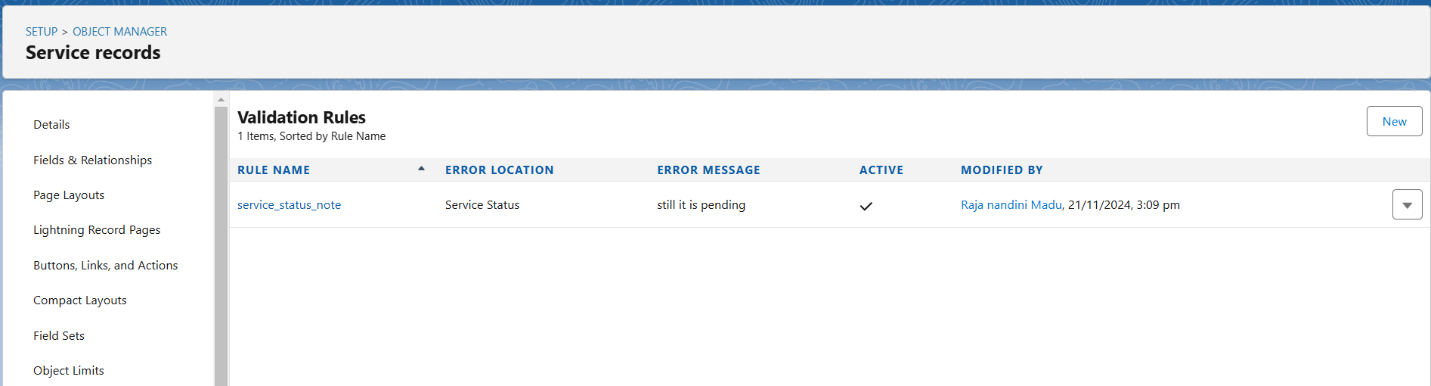 SETUP > OBJECT MANAGER
Service records
Details
Fields & Relationships
Page Layouts
Lightning Record Pages
Buttons, Links, and Actions
Compact Layouts
Field Sets
Object Limits
Validation Rules
1 Items, Sorted by Rule Name
New
RULE NAME ERROR LOCATION ERROR MESSAGE ACTIVE MODIFIED BY
service_status_note Service Status still it is pending Raja nandini Madu, 21/11/2024, 3:09 pm